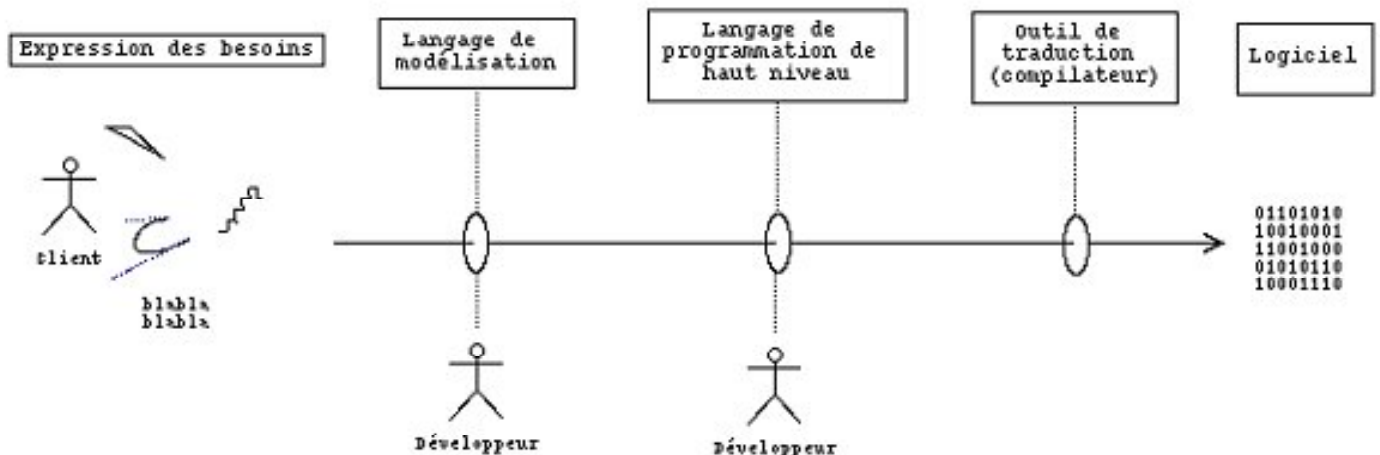 Expression des besoins
Langage de
modélisation
Langage de
programmation de
haut niveau
Outil de
traduction
(compilateur)
Logiciel
Client
blabla
blabla
01101010
10010001
11001000
01010110
10001110
Développeur
Développeur